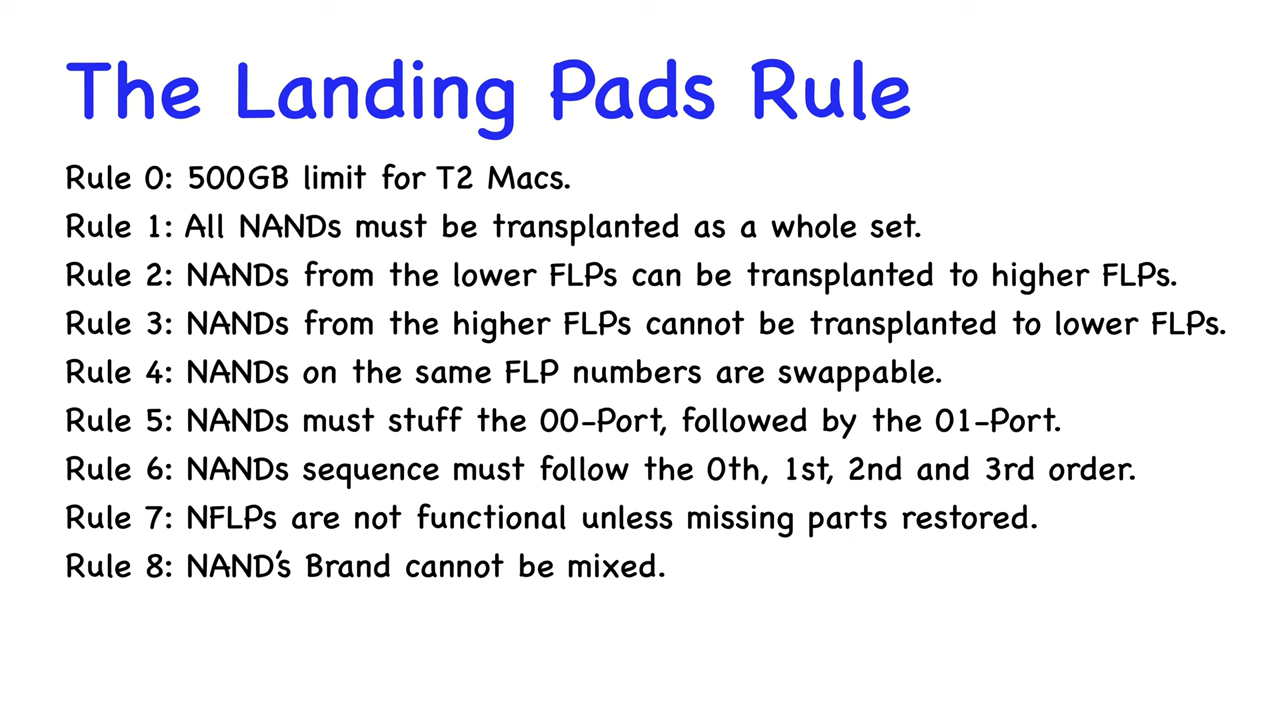 The Landing Pads Rule
Rule 0: 500GB limit for T2 Macs.
Rule 1: All NANDs must be transplanted as a whole set.
Rule 2: NANDs from the lower FLPs can be transplanted to higher FLPs.
Rule 3: NANDs from the higher FLPs cannot be transplanted to lower FLPs.
Rule 4: NANDs on the same FLP numbers are swappable.
Rule 5: NANDs must stuff the 00-Port, followed by the 01-Port.
Rule 6: NANDs sequence must follow the 0th, 1st, 2nd and 3rd order.
Rule 7: NFLPs are not functional unless missing parts restored.
Rule 8: NAND’s Brand cannot be mixed.